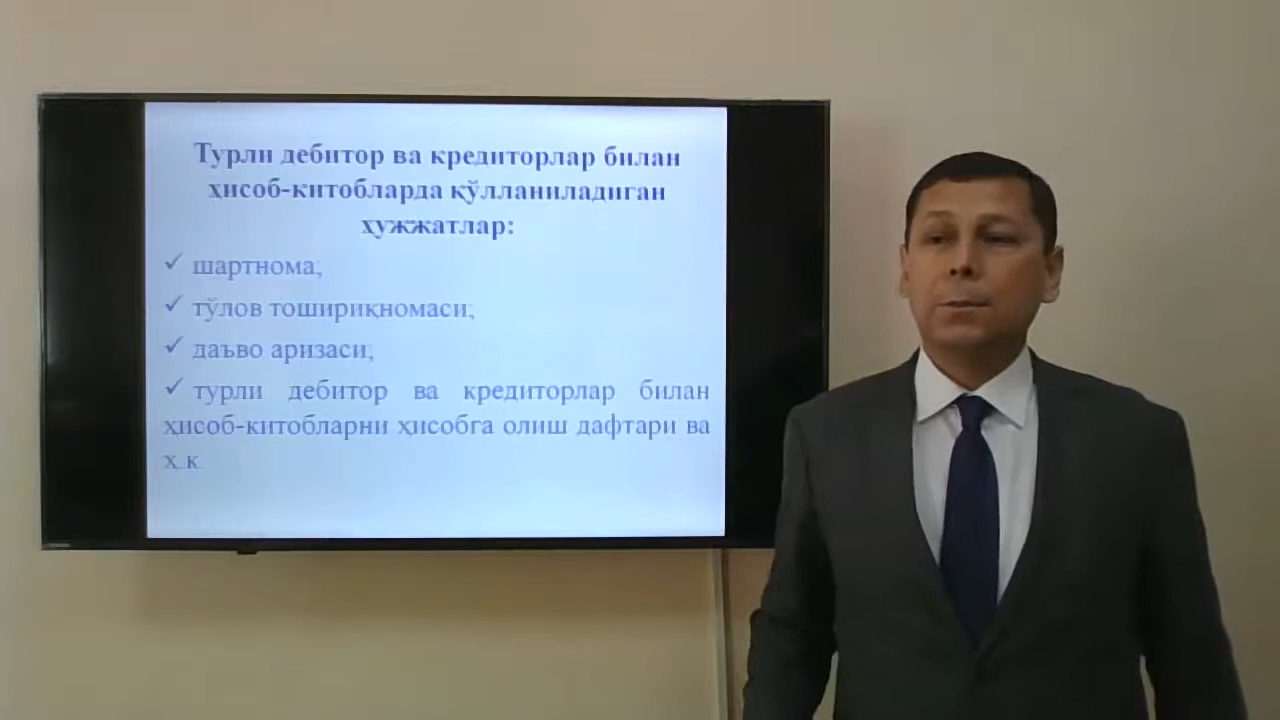 Турли дебитор ва кредиторлар билан
ҳисоб-китобларда қўлланиладиган
ҳужжатлар:
шартнома;
тўлов тошириқномаси;
даъво аризаси;
турли дебитор ва кредиторлар билан
ҳисоб-китобларни ҳисобга олиш дафтари ва
ҳ.к.